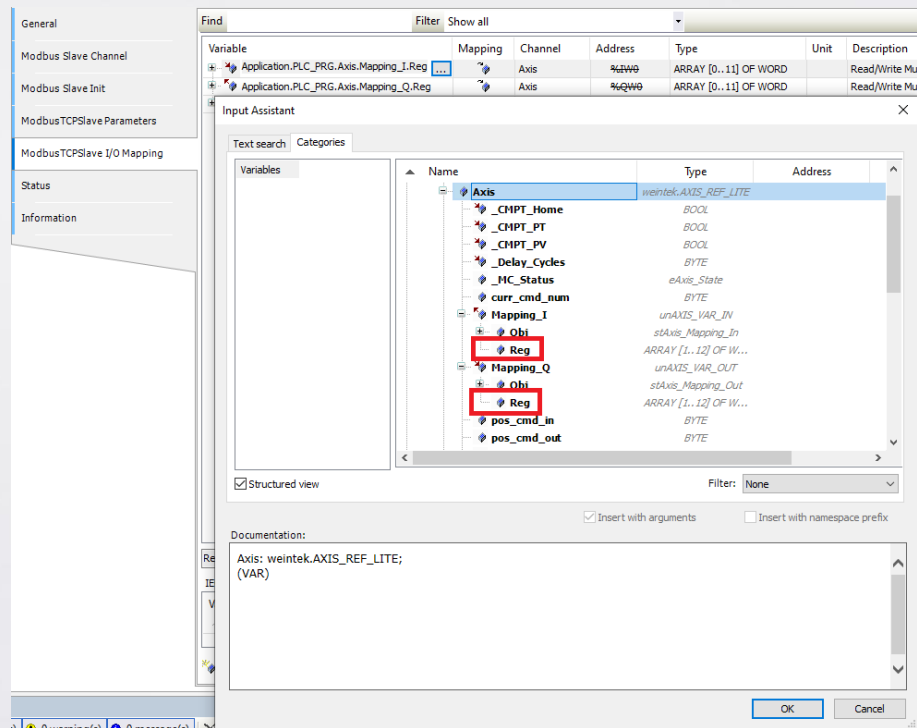 General
Modbus Slave Channel
Modbus Slave Init
ModbusTCPSlave Parameters
ModbusTCPSlave I/O Mapping
Status
Information
Find Filter Show all
Variable Mapping Channel Address Type Unit Description
Application.PLC_PRG.Axis.Mapping_I.Reg ... Axis %IW0 ARRAY [0..11] OF WORD Read/Write Mu
Application.PLC_PRG.Axis.Mapping_Q.Reg Axis %QW0 ARRAY [0..11] OF WORD Read/Write Mu
Input Assistant
Text search Categories
Variables
Name Type Address
Axis weintek.AXIS_REF_LITE
_CMPT_Home BOOL
_CMPT_PT BOOL
_CMPT_PV BOOL
_Delay_Cycles BYTE
_MC_Status eAxis_State
curr_cmd_num BYTE
Mapping_I unAXIS_VAR_IN
Obj stAxis_Mapping_In
Reg ARRAY [1..12] OF W...
Mapping_Q unAXIS_VAR_OUT
Obj stAxis_Mapping_Out
Reg ARRAY [1..12] OF W...
pos_cmd_in BYTE
pos_cmd_out BYTE
Structured view
Filter: None
Insert with arguments Insert with namespace prefix
Documentation:
Axis: weintek.AXIS_REF_LITE;
(VAR)
Re
IE
V
OK Cancel